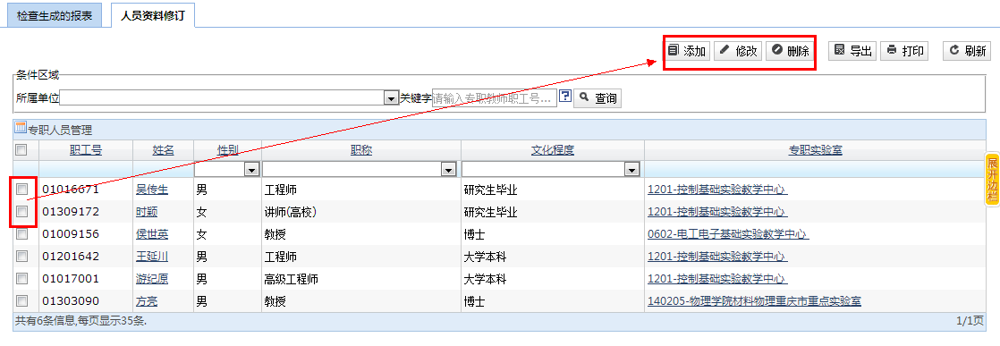 检查生成的报表 人员资料修订
添加 修改 删除 导出 打印 刷新
条件区域
所属单位 关键字 请输入专职教师职工号... ? 查询
专职人员管理
职工号 姓名 性别 职称 文化程度 专职实验室
01016671 吴传生 男 工程师 研究生毕业 1201-控制基础实验教学中心
01309172 时颖 女 讲师(高校) 研究生毕业 1201-控制基础实验教学中心
01009156 侯世英 女 教授 博士 0602-电工电子基础实验教学中心
01201642 王延川 男 工程师 大学本科 1201-控制基础实验教学中心
01017001 游纪原 男 高级工程师 大学本科 1201-控制基础实验教学中心
01303090 方亮 男 教授 博士 140205-物理学院材料物理重庆市重点实验室
共有6条信息,每页显示35条. 1/1页
展开边栏